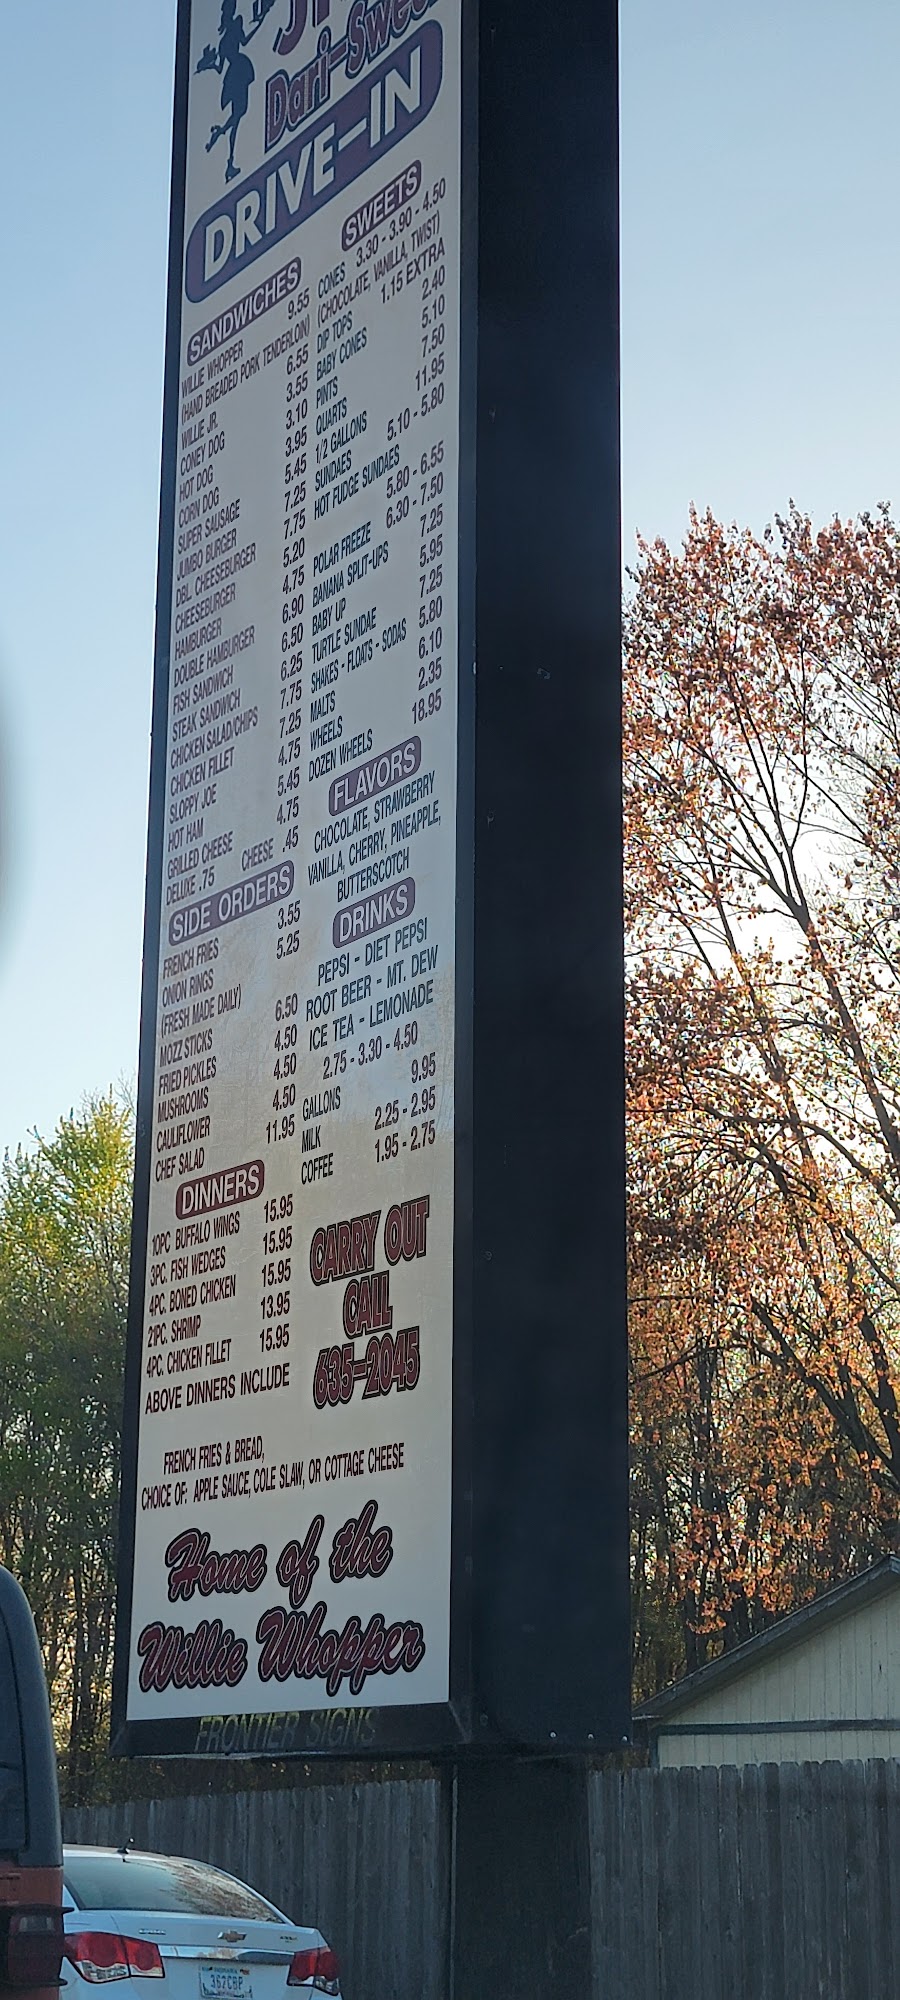 Dari-Sweet
DRIVE-IN
SANDWICHES
WILLIE WHOPPER 9.55
(HAND BREADED PORK TENDERLOIN)
WILLIE JR. 6.55
CONEY DOG 3.55
HOT DOG 3.10
CORN DOG 3.95
SUPER SAUSAGE 5.45
JUMBO BURGER 7.25
DBL. CHEESEBURGER 7.75
CHEESEBURGER 5.20
HAMBURGER 4.75
DOUBLE HAMBURGER 6.90
FISH SANDWICH 6.50
STEAK SANDWICH 6.25
CHICKEN SALAD/CHIPS 7.75
CHICKEN FILLET 7.25
SLOPPY JOE 4.75
HOT HAM 5.45
GRILLED CHEESE 4.75
DELUXE .75 CHEESE .45
SIDE ORDERS
FRENCH FRIES 3.55
ONION RINGS 5.25
(FRESH MADE DAILY)
MOZZ STICKS 6.50
FRIED PICKLES 4.50
MUSHROOMS 4.50
CAULIFLOWER 4.50
CHEF SALAD 11.95
DINNERS
10PC BUFFALO WINGS 15.95
3PC. FISH WEDGES 15.95
4PC. BONED CHICKEN 15.95
21PC. SHRIMP 13.95
4PC. CHICKEN FILLET 15.95
ABOVE DINNERS INCLUDE
SWEETS
CONES 3.30 - 3.90 - 4.50
(CHOCOLATE, VANILLA, TWIST)
DIP TOPS 1.15 EXTRA
BABY CONES 2.40
PINTS 5.10
QUARTS 7.50
1/2 GALLONS 11.95
SUNDAES 5.10 - 5.80
HOT FUDGE SUNDAES
5.80 - 6.55
POLAR FREEZE 6.30 - 7.50
BANANA SPLIT-UPS 7.25
BABY UP 5.95
TURTLE SUNDAE 7.25
SHAKES - FLOATS - SODAS 5.80
MALTS 6.10
WHEELS 2.35
DOZEN WHEELS 18.95
FLAVORS
CHOCOLATE, STRAWBERRY
VANILLA, CHERRY, PINEAPPLE,
BUTTERSCOTCH
DRINKS
PEPSI - DIET PEPSI
ROOT BEER - MT. DEW
ICE TEA - LEMONADE
2.75 - 3.30 - 4.50
GALLONS 9.95
MILK 2.25 - 2.95
COFFEE 1.95 - 2.75
CARRY OUT
CALL
635-2045
FRENCH FRIES & BREAD,
CHOICE OF: APPLE SAUCE, COLE SLAW, OR COTTAGE CHEESE
Home of the
Willie Whopper
FRONTIER SIGNS
362CBP